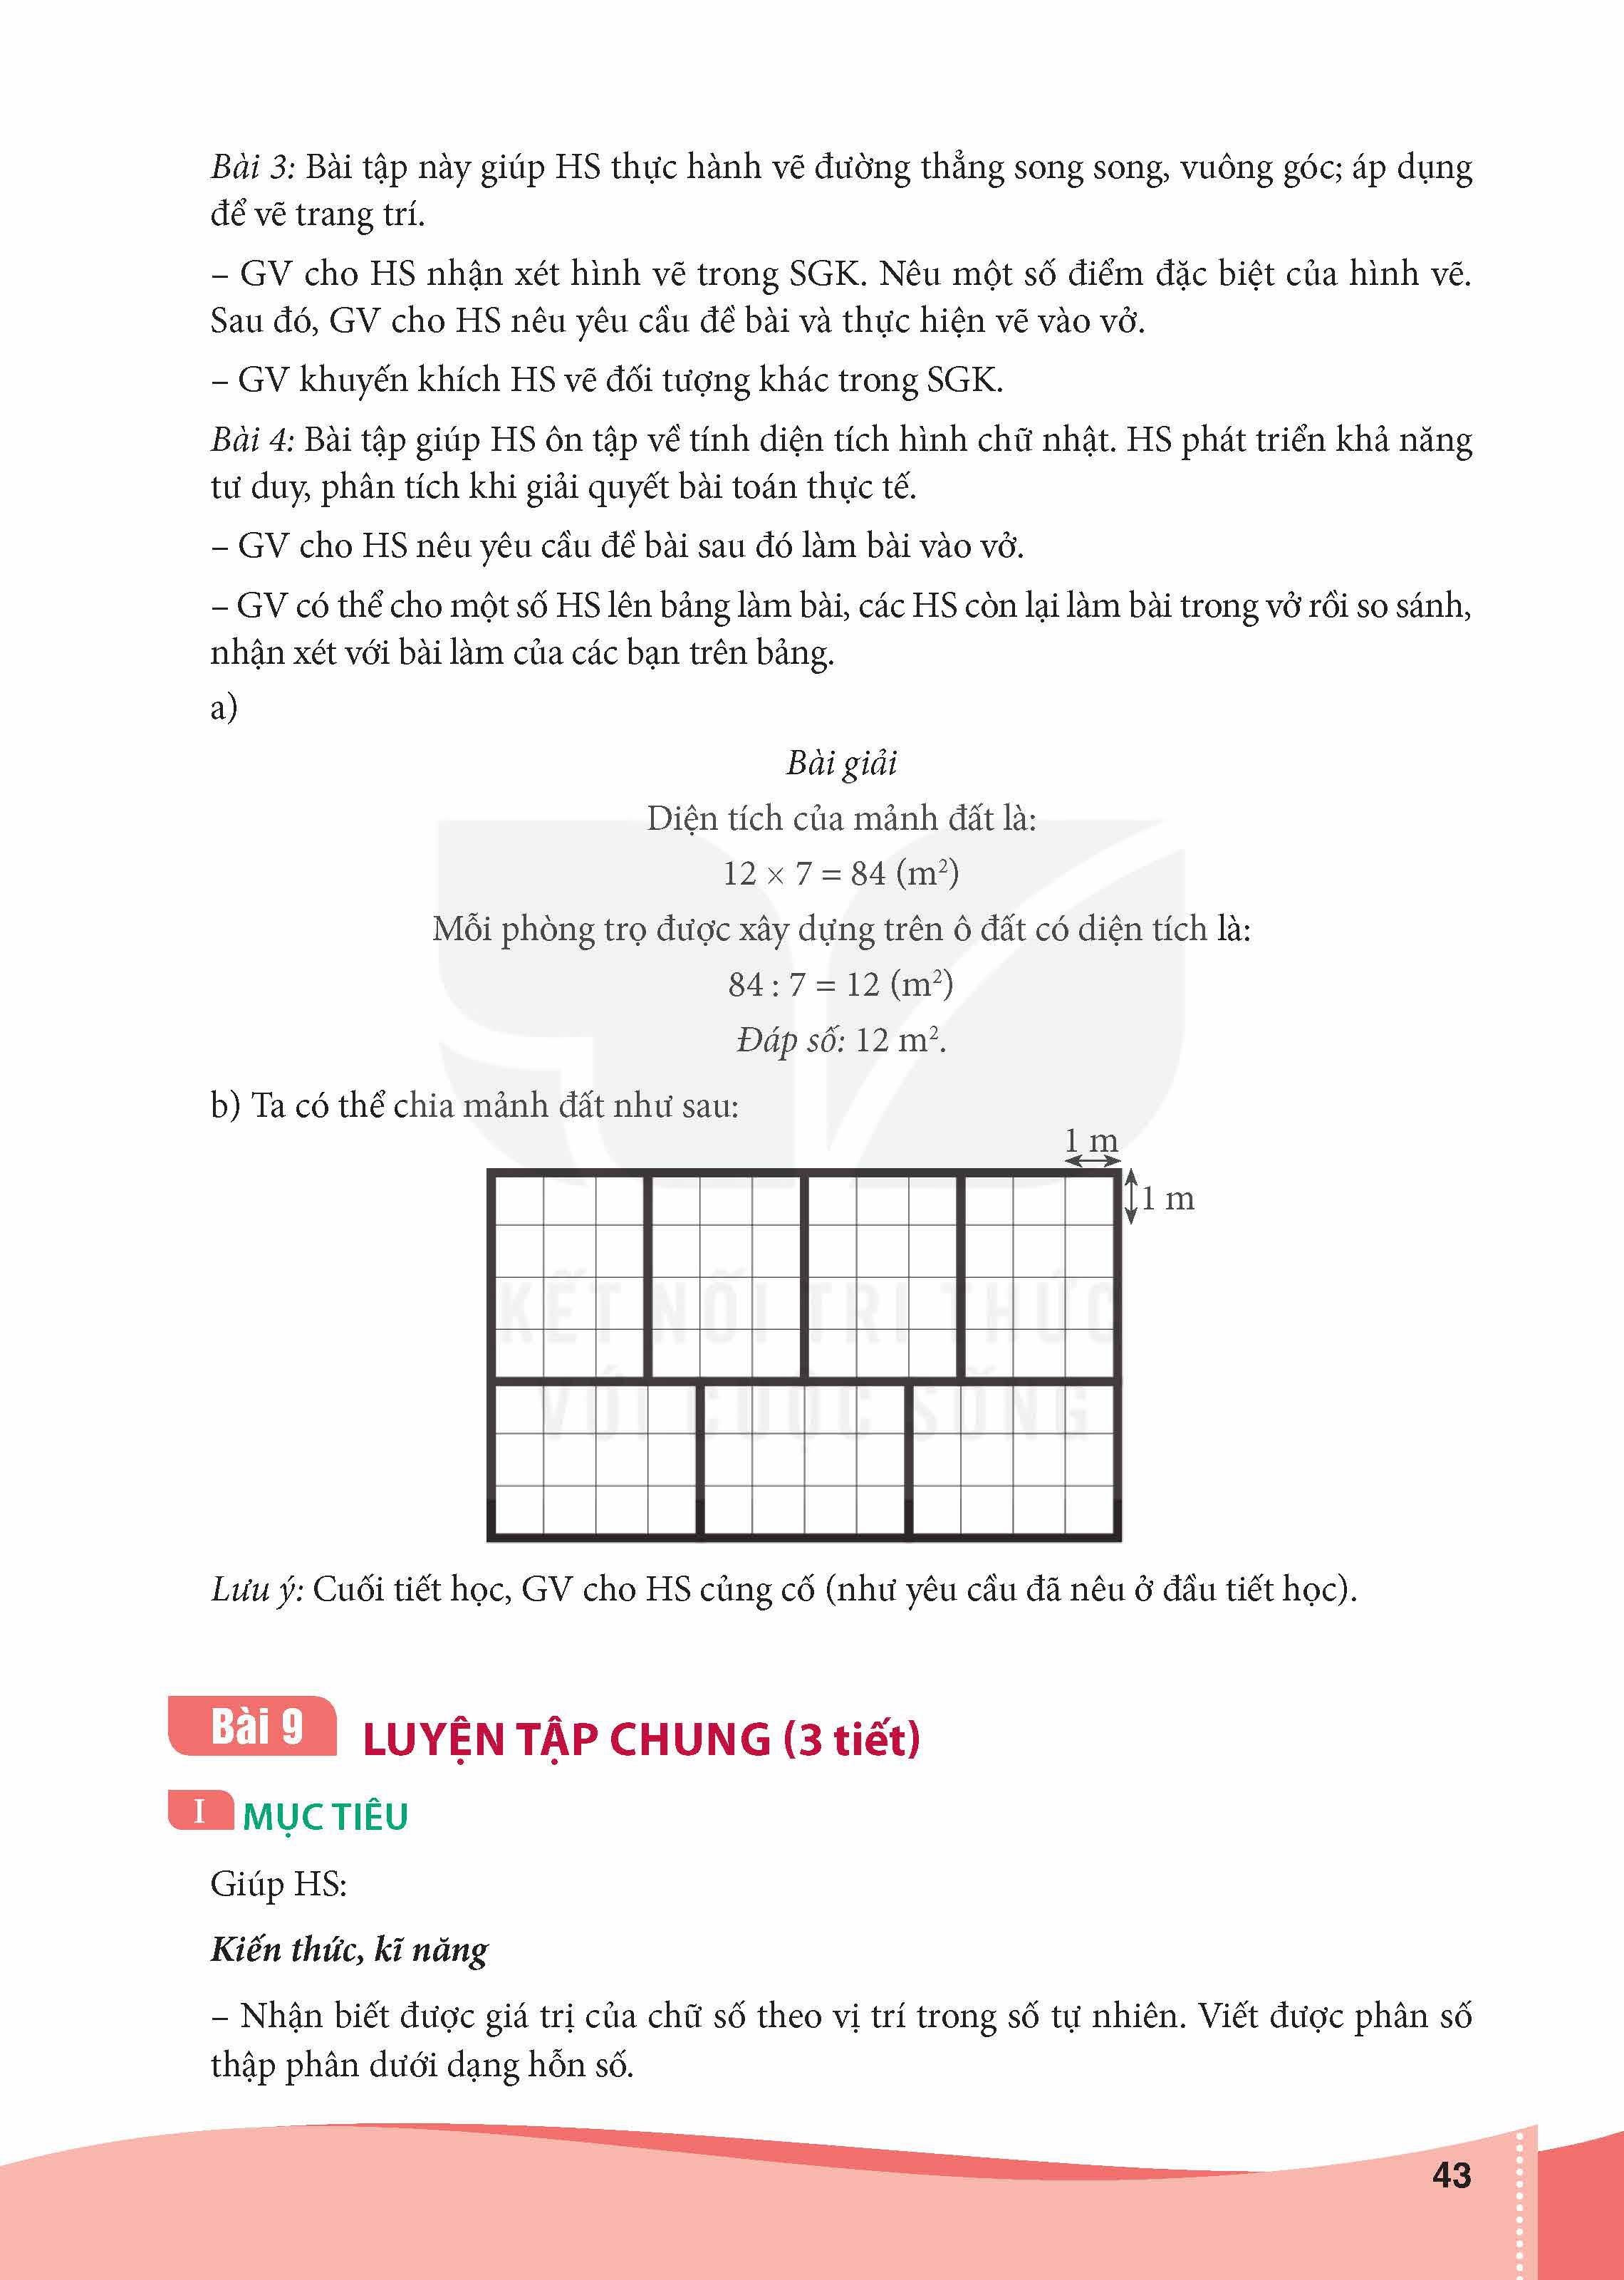 Bài 3: Bài tập này giúp HS thực hành vẽ đường thẳng song song, vuông góc; áp dụng
để vẽ trang trí.
– GV cho HS nhận xét hình vẽ trong SGK. Nêu một số điểm đặc biệt của hình vẽ.
Sau đó, GV cho HS nêu yêu cầu đề bài và thực hiện vẽ vào vở.
– GV khuyến khích HS vẽ đối tượng khác trong SGK.
Bài 4: Bài tập giúp HS ôn tập về tính diện tích hình chữ nhật. HS phát triển khả năng
tư duy, phân tích khi giải quyết bài toán thực tế.
– GV cho HS nêu yêu cầu đề bài sau đó làm bài vào vở.
– GV có thể cho một số HS lên bảng làm bài, các HS còn lại làm bài trong vở rồi so sánh,
nhận xét với bài làm của các bạn trên bảng.
a)
Bài giải
Diện tích của mảnh đất là:
12 × 7 = 84 (m²)
Mỗi phòng trọ được xây dựng trên ô đất có diện tích là:
84 : 7 = 12 (m²)
Đáp số: 12 m².
b) Ta có thể chia mảnh đất như sau:
1 m
1 m
KẾT NỐI TRI THỨC
VỚI CUỘC SỐNG
Lưu ý: Cuối tiết học, GV cho HS củng cố (như yêu cầu đã nêu ở đầu tiết học).
Bài 9 LUYỆN TẬP CHUNG (3 tiết)
I MỤC TIÊU
Giúp HS:
Kiến thức, kĩ năng
– Nhận biết được giá trị của chữ số theo vị trí trong số tự nhiên. Viết được phân số
thập phân dưới dạng hỗn số.
43